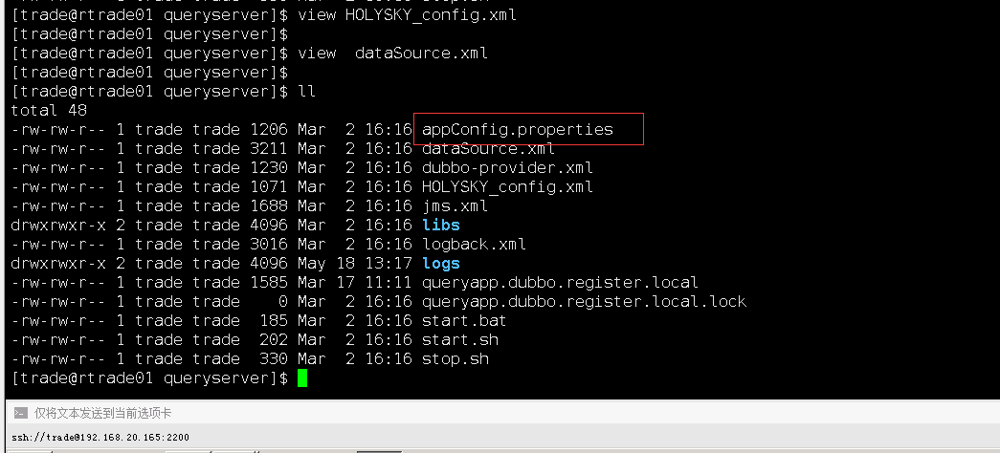 [trade@rtrade01 queryserver]$ view HOLYSKY_config.xml
[trade@rtrade01 queryserver]$
[trade@rtrade01 queryserver]$ view  dataSource.xml
[trade@rtrade01 queryserver]$
[trade@rtrade01 queryserver]$ ll
total 48
-rw-rw-r-- 1 trade trade 1206 Mar  2 16:16 appConfig.properties
-rw-rw-r-- 1 trade trade 3211 Mar  2 16:16 dataSource.xml
-rw-rw-r-- 1 trade trade 1230 Mar  2 16:16 dubbo-provider.xml
-rw-rw-r-- 1 trade trade 1071 Mar  2 16:16 HOLYSKY_config.xml
-rw-rw-r-- 1 trade trade 1688 Mar  2 16:16 jms.xml
drwxrwxr-x 2 trade trade 4096 Mar  2 16:16 libs
-rw-rw-r-- 1 trade trade 3016 Mar  2 16:16 logback.xml
drwxrwxr-x 2 trade trade 4096 May 18 13:17 logs
-rw-rw-r-- 1 trade trade 1585 Mar 17 11:11 queryapp.dubbo.register.local
-rw-rw-r-- 1 trade trade    0 Mar  2 16:16 queryapp.dubbo.register.local.lock
-rw-rw-r-- 1 trade trade  185 Mar  2 16:16 start.bat
-rw-rw-r-- 1 trade trade  202 Mar  2 16:16 start.sh
-rw-rw-r-- 1 trade trade  330 Mar  2 16:16 stop.sh
[trade@rtrade01 queryserver]$
仅将文本发送到当前选项卡
ssh://trade@192.168.20.165:2200